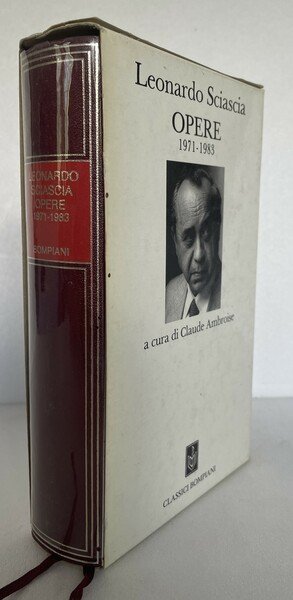 LEONARDO
SCIASCIA
OPERE
1971-1983
BOMPIANI
Leonardo Sciascia
OPERE
1971-1983
a cura di Claude Ambroise
CLASSICI BOMPIANI